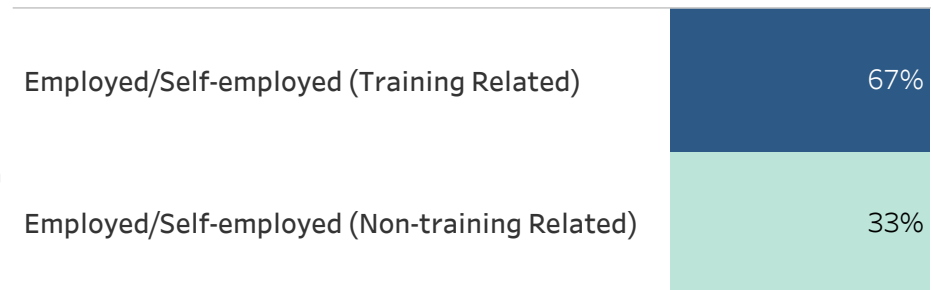 Employed/Self-employed (Training Related) 67%
Employed/Self-employed (Non-training Related) 33%